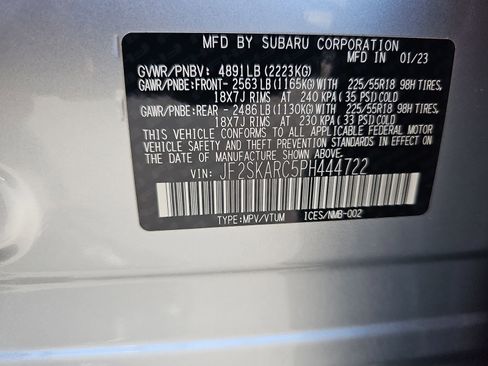 MFD BY SUBARU CORPORATION
MFD IN 01/23
GVWR/PNBV: 4891LB(2223KG)
GAWR/PNBE:FRONT-2563LB(1165KG)WITH 225/55R18 98H TIRES,
18X7J RIMS AT 240 KPA(35 PSI)COLD
GAWR/PNBE:REAR -2486LB(1130KG)WITH 225/55R18 98H TIRES,
18X7J RIMS AT 230 KPA(33 PSI)COLD
THIS VEHICLE CONFORMS TO ALL APPLICABLE FEDERAL MOTOR
VEHICLE SAFETY AND THEFT PREVENTION STANDARDS IN EFFECT
ON THE DATE OF MANUFACTURE SHOWN ABOVE.
VIN: JF2SKARC5PH444722
TYPE:MPV/VTUM ICES/NMB-002